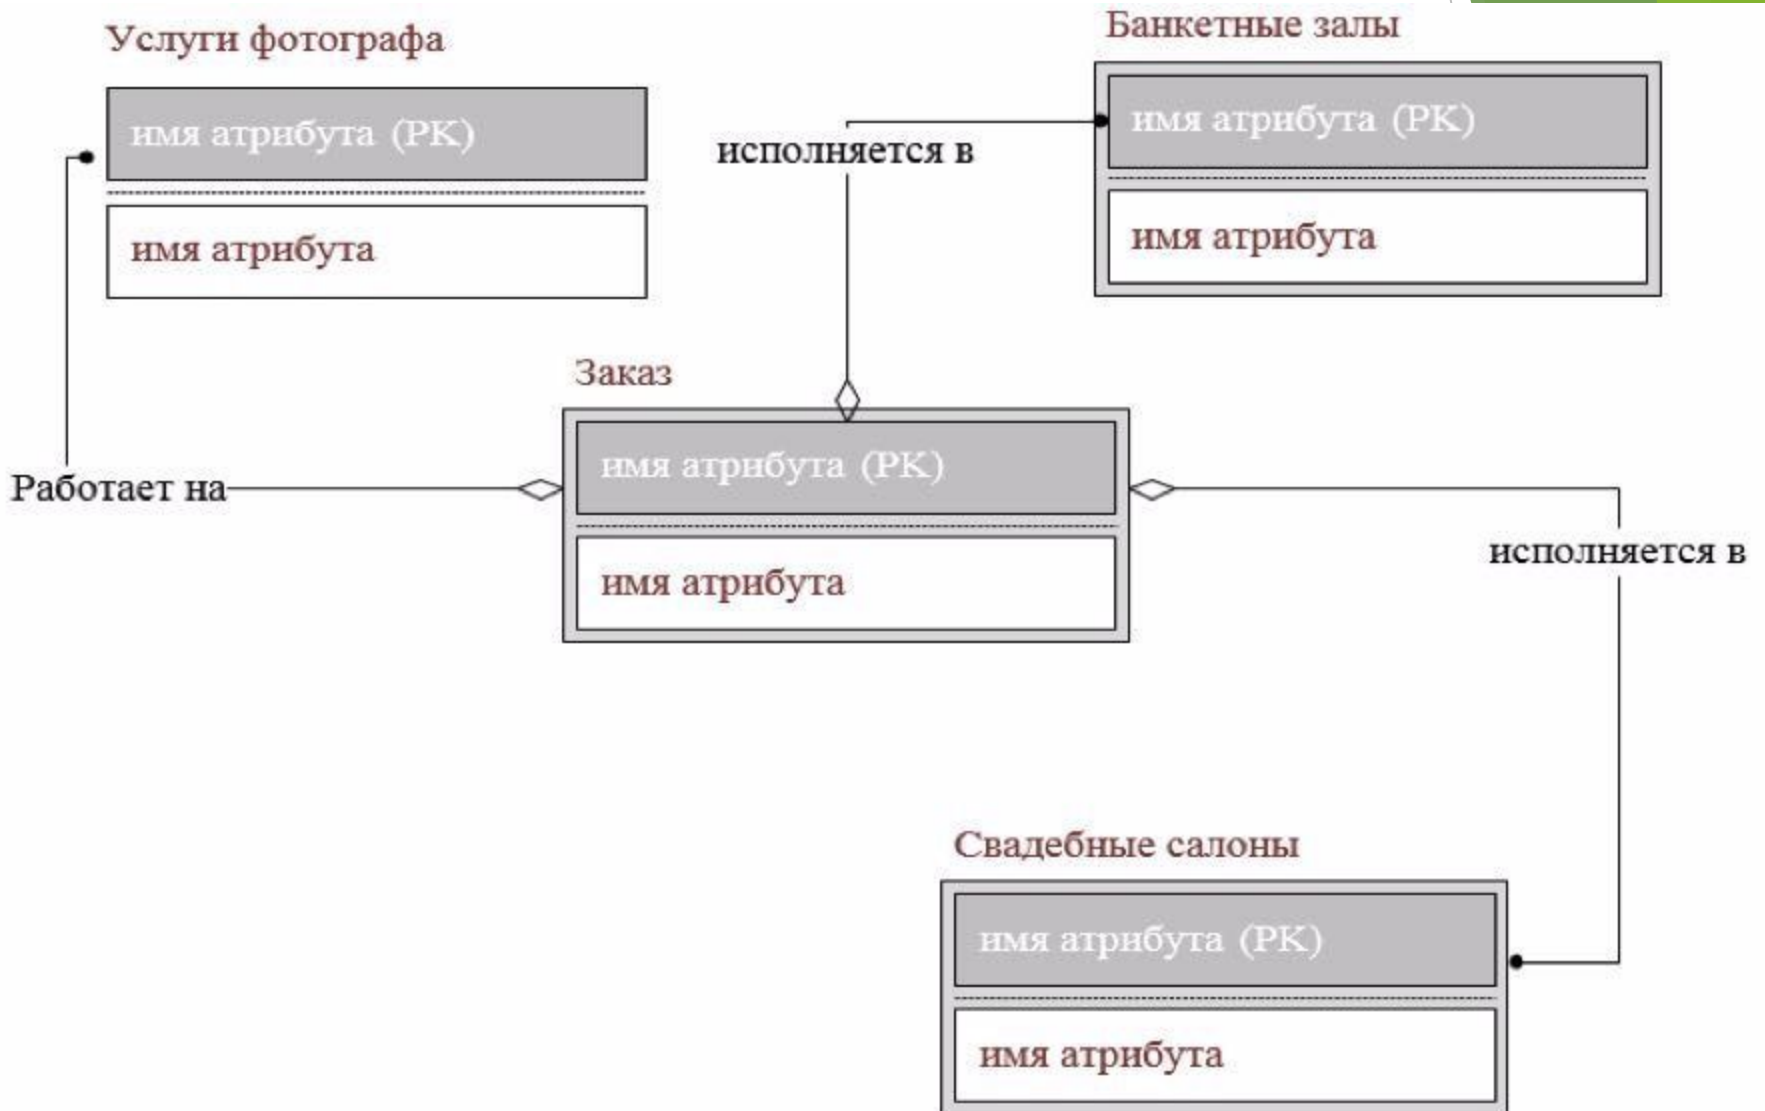 Услуги фотографа
имя атрибута (PK)
имя атрибута
Банкетные залы
имя атрибута (PK)
имя атрибута
исполняется в
Заказ
имя атрибута (PK)
имя атрибута
Работает на
исполняется в
Свадебные салоны
имя атрибута (PK)
имя атрибута